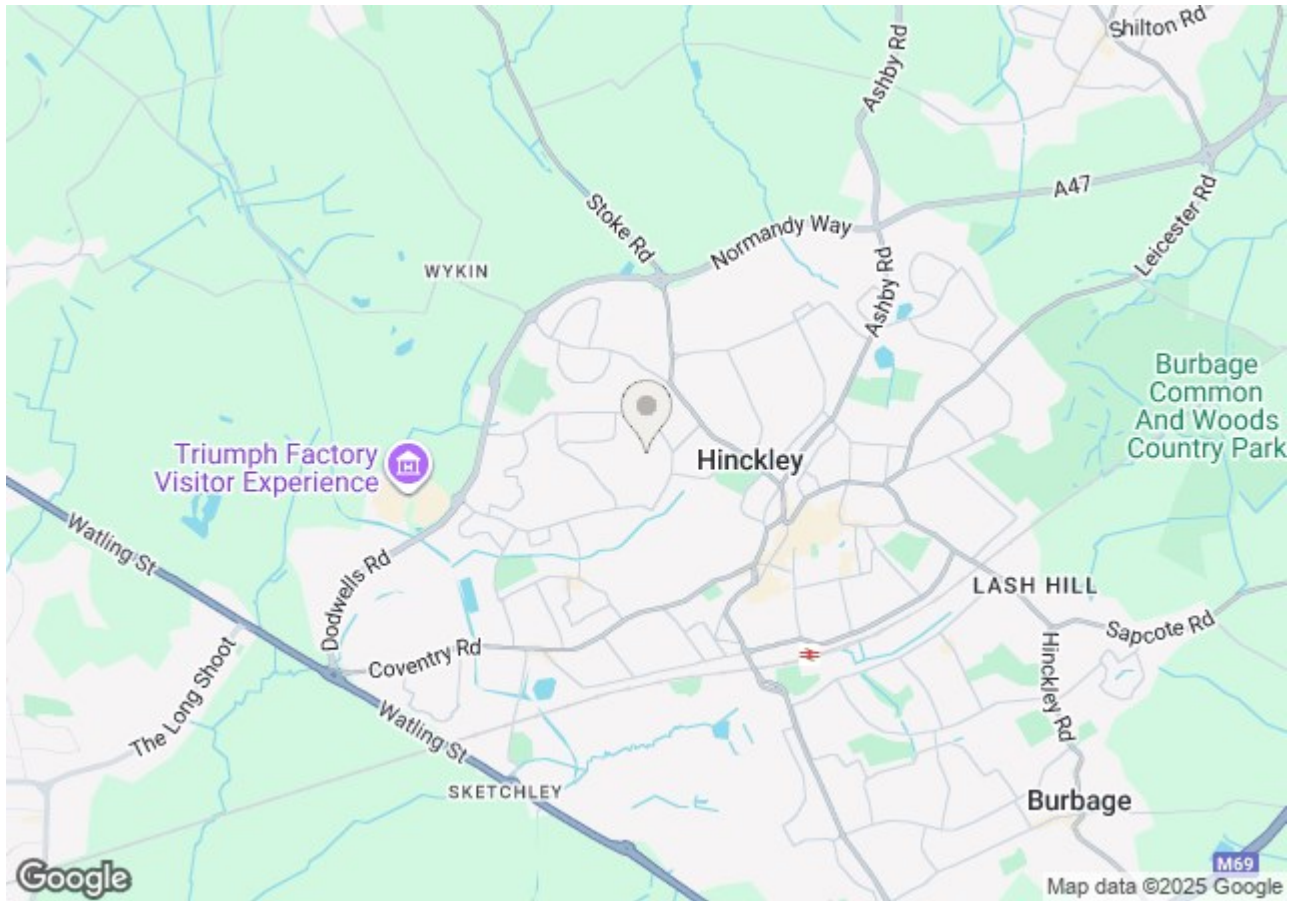 Shilton Rd
Ashby Rd
A47
Leicester Rd
Stoke Rd
Normandy Way
WYKIN
Ashby Rd
Burbage
Common
And Woods
Country Park
Triumph Factory
Visitor Experience
Hinckley
Watling St
Dodwells Rd
LASH HILL
Sapcote Rd
Coventry Rd
Hinckley Rd
The Long Shoot
Watling St
SKETCHLEY
Burbage
M69
Google
Map data ©2025 Google